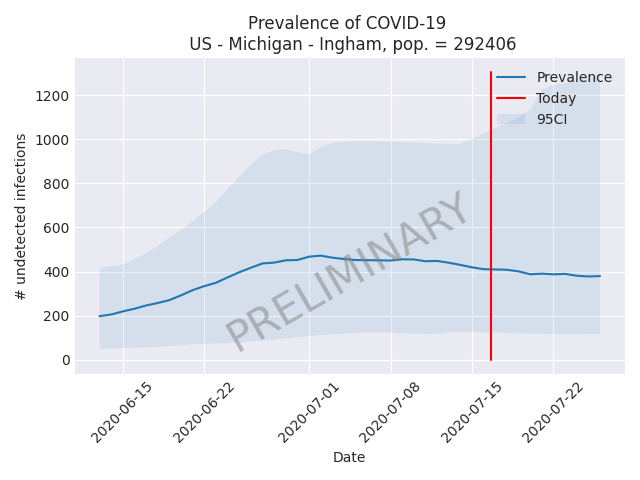 Prevalence of COVID-19
US - Michigan - Ingham, pop. = 292406
Prevalence
Today
95CI
# undetected infections
1200
1000
800
600
400
200
0
PRELIMINARY
2020-06-15
2020-06-22
2020-07-01
2020-07-08
2020-07-15
2020-07-22
Date